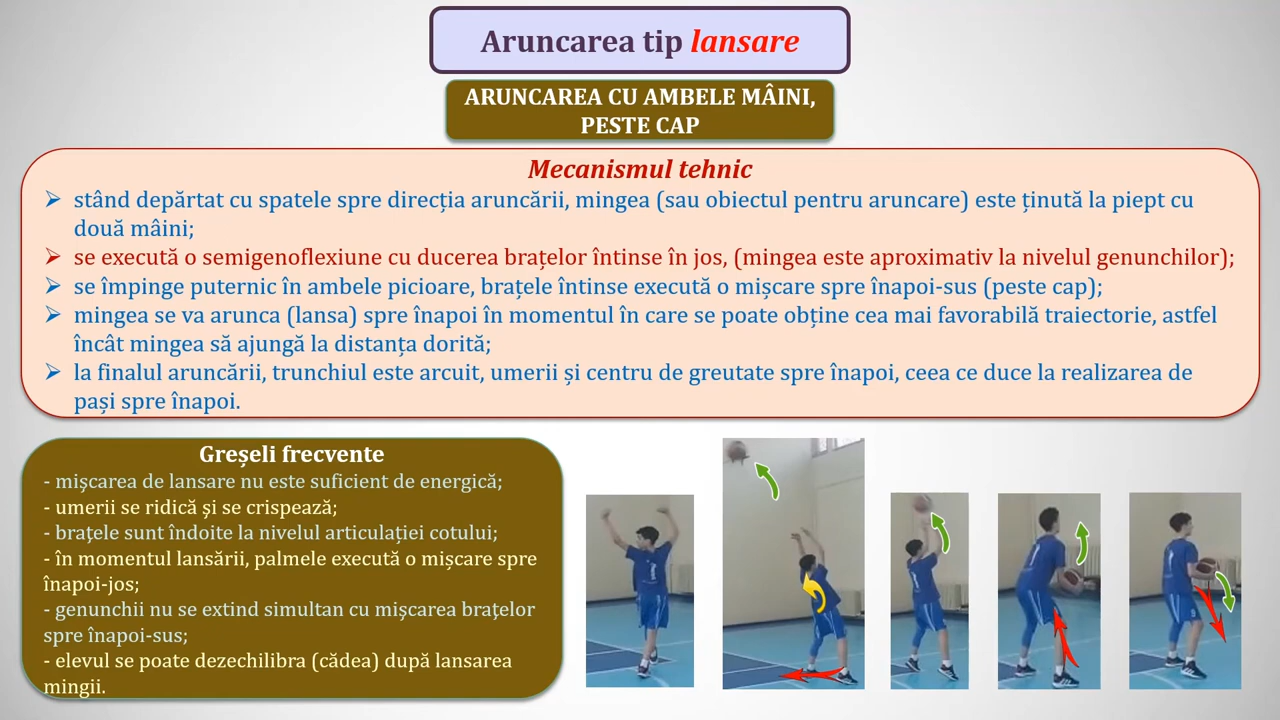 Aruncarea tip lansare
ARUNCAREA CU AMBELE MÂINI,
PESTE CAP
Mecanismul tehnic
stând depărtat cu spatele spre direcția aruncării, mingea (sau obiectul pentru aruncare) este ținută la piept cu
două mâini;
se execută o semigenoflexiune cu ducerea brațelor întinse în jos, (mingea este aproximativ la nivelul genunchilor);
se împinge puternic în ambele picioare, brațele întinse execută o mișcare spre înapoi-sus (peste cap);
mingea se va arunca (lansa) spre înapoi în momentul în care se poate obține cea mai favorabilă traiectorie, astfel
încât mingea să ajungă la distanța dorită;
la finalul aruncării, trunchiul este arcuit, umerii și centru de greutate spre înapoi, ceea ce duce la realizarea de
pași spre înapoi.
Greșeli frecvente
- mișcarea de lansare nu este suficient de energică;
- umerii se ridică și se crispează;
- brațele sunt îndoite la nivelul articulației cotului;
- în momentul lansării, palmele execută o mișcare spre
înapoi-jos;
- genunchii nu se extind simultan cu mișcarea brațelor
spre înapoi-sus;
- elevul se poate dezechilibra (cădea) după lansarea
mingii.